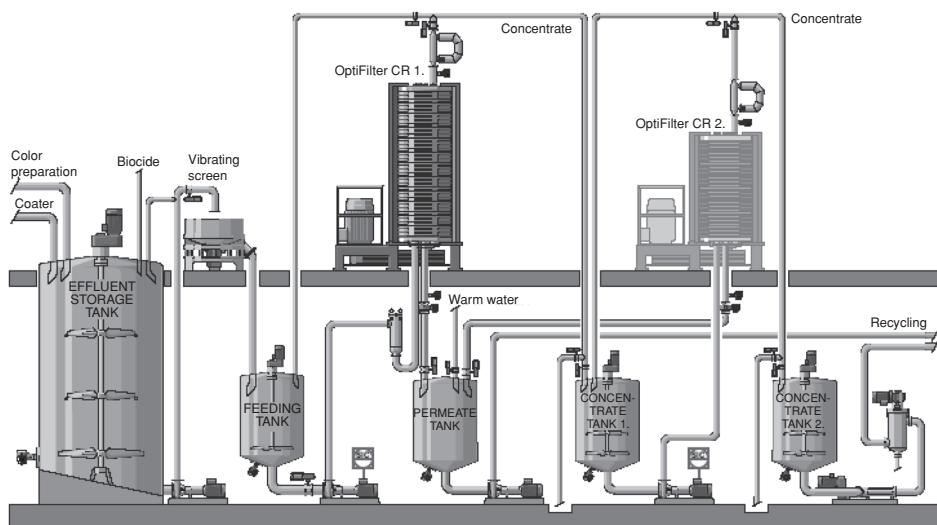 Concentrate
Concentrate
OptiFilter CR 1.
OptiFilter CR 2.
Color
preparation
Biocide
Vibrating
screen
Coater
EFFLUENT
STORAGE
TANK
Warm water
Recycling
FEEDING
TANK
PERMEATE
TANK
CONCEN-
TRATE
TANK 1.
CONCEN-
TRATE
TANK 2.